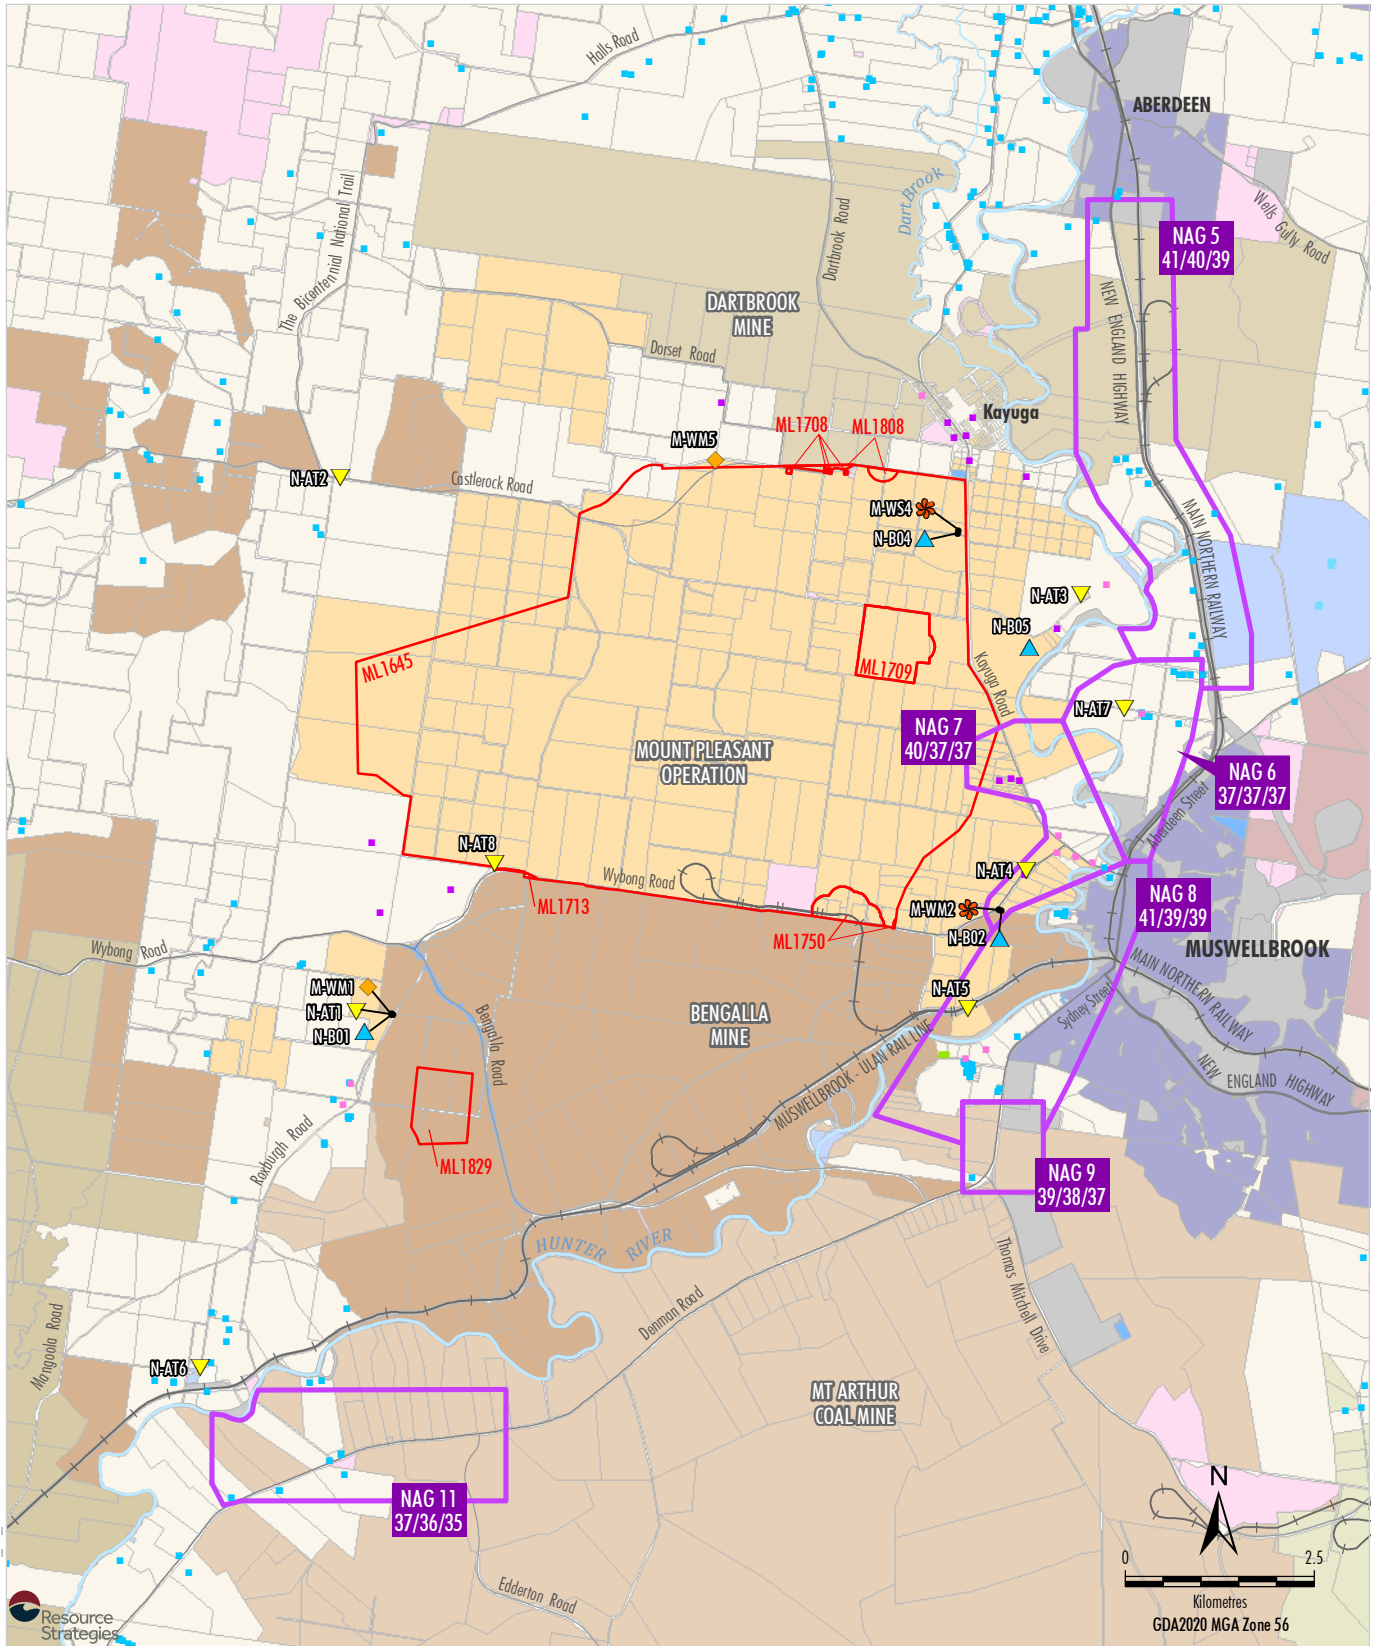 Halls Road
ABERDEEN
The Bicentennial National Trail
Dartbrook Road
Dart Brook
Wells Gully Road
NAG 5
41/40/39
NEW ENGLAND HIGHWAY
DARTBROOK
MINE
Dorset Road
Kayuga
ML1708
ML1808
M-WM5
N-AT2
Castlerock Road
M-WS4
N-B04
MAIN NORTHERN RAILWAY
N-AT3
N-B05
ML1645
ML1709
Kayuga Road
N-AT7
NAG 7
40/37/37
MOUNT PLEASANT
OPERATION
NAG 6
37/37/37
Aberdeen Street
N-AT8
Wybong Road
N-AT4
ML1713
M-WM2
NAG 8
41/39/39
ML1750
N-B02
MUSWELLBROOK
Wybong Road
M-WM1
N-AT1
N-B01
Bengalla Road
BENGALLA
MINE
N-AT5
Sydney Street
MAIN NORTHERN RAILWAY
NEW ENGLAND HIGHWAY
MUSWELLBROOK - ULAN RAIL LINE
Roxburgh Road
ML1829
NAG 9
39/38/37
HUNTER RIVER
Thomas Mitchell Drive
Denman Road
Mangoola Road
N-AT6
MT ARTHUR
COAL MINE
NAG 11
37/36/35
Edderton Road
N
0 2.5
Kilometres
GDA2020 MGA Zone 56
Resource
Strategies